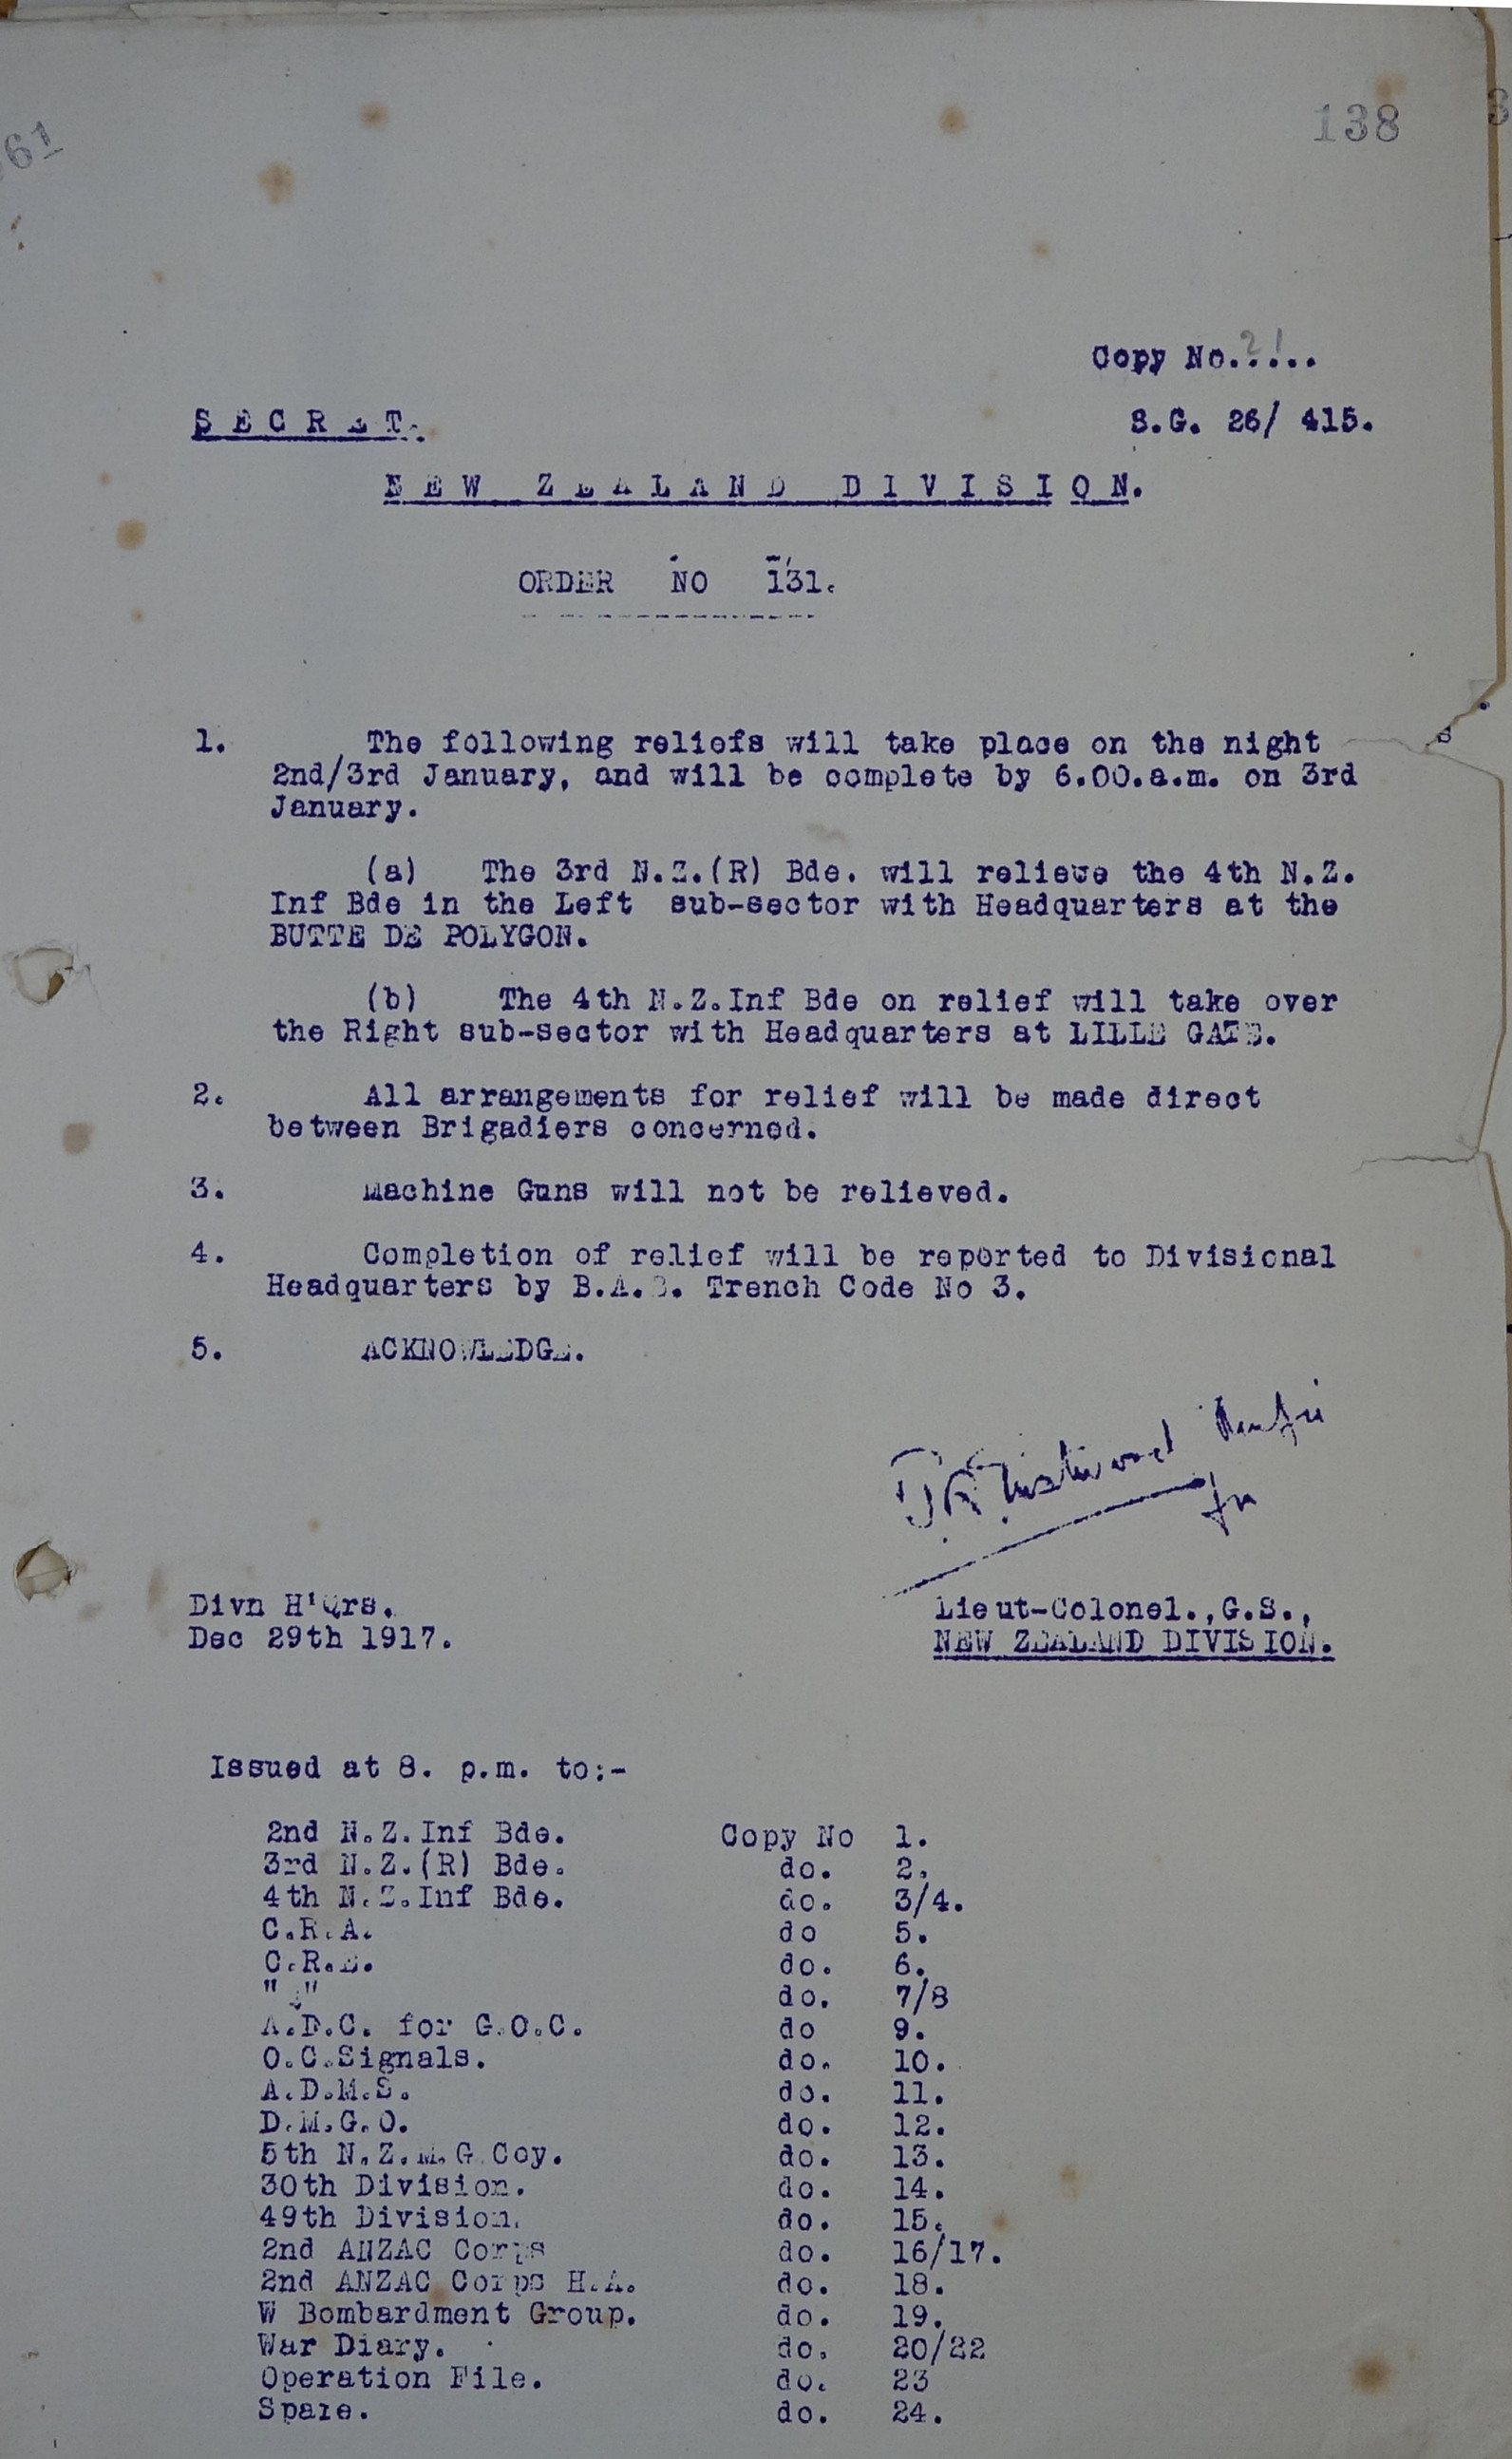 61
138
Copy No.21....
SECRET.
S.G. 26/ 415.
NEW ZEALAND DIVISION.
ORDER NO 131.
1. The following reliefs will take place on the night
2nd/3rd January, and will be complete by 6.00.a.m. on 3rd
January.
(a) The 3rd N.Z.(R) Bde. will relieve the 4th N.Z.
Inf Bde in the Left sub-sector with Headquarters at the
BUTTE DE POLYGON.
(b) The 4th N.Z.Inf Bde on relief will take over
the Right sub-sector with Headquarters at LILLE GATE.
2. All arrangements for relief will be made direct
between Brigadiers concerned.
3. Machine Guns will not be relieved.
4. Completion of relief will be reported to Divisional
Headquarters by B.A.B. Trench Code No 3.
5. ACKNOWLEDGE.
for
Divn H'Qrs.
Dec 29th 1917.
Lieut-Colonel.,G.S.,
NEW ZEALAND DIVISION.
Issued at 8. p.m. to:-
2nd N.Z.Inf Bde. Copy No 1.
3rd N.Z.(R) Bde. do. 2.
4th N.Z.Inf Bde. do. 3/4.
C.R.A. do 5.
C.R.E. do. 6.
" " do. 7/8
A.D.C. for G.O.C. do 9.
O.C.Signals. do. 10.
A.D.M.S. do. 11.
D.M.G.O. do. 12.
5th N.Z.M.G.Coy. do. 13.
30th Division. do. 14.
49th Division. do. 15.
2nd ANZAC Corps do. 16/17.
2nd ANZAC Corps H.A. do. 18.
W Bombardment Group. do. 19.
War Diary. do. 20/22
Operation File. do. 23
Spare. do. 24.